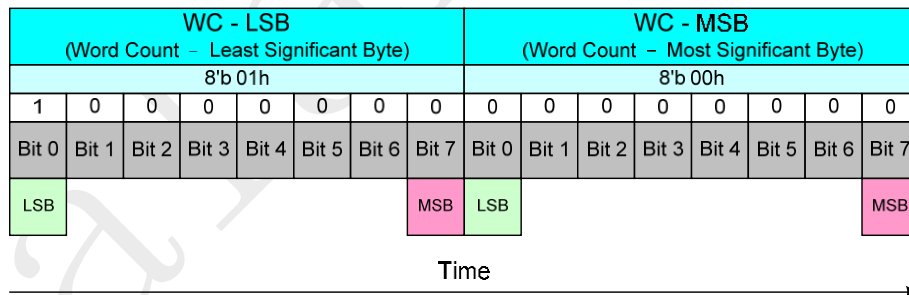 WC - LSB WC - MSB
(Word Count – Least Significant Byte) (Word Count – Most Significant Byte)
8'b 01h 8'b 00h
1 0 0 0 0 0 0 0 0 0 0 0 0 0 0 0
Bit 0 Bit 1 Bit 2 Bit 3 Bit 4 Bit 5 Bit 6 Bit 7 Bit 0 Bit 1 Bit 2 Bit 3 Bit 4 Bit 5 Bit 6 Bit 7
LSB MSB LSB MSB
Time